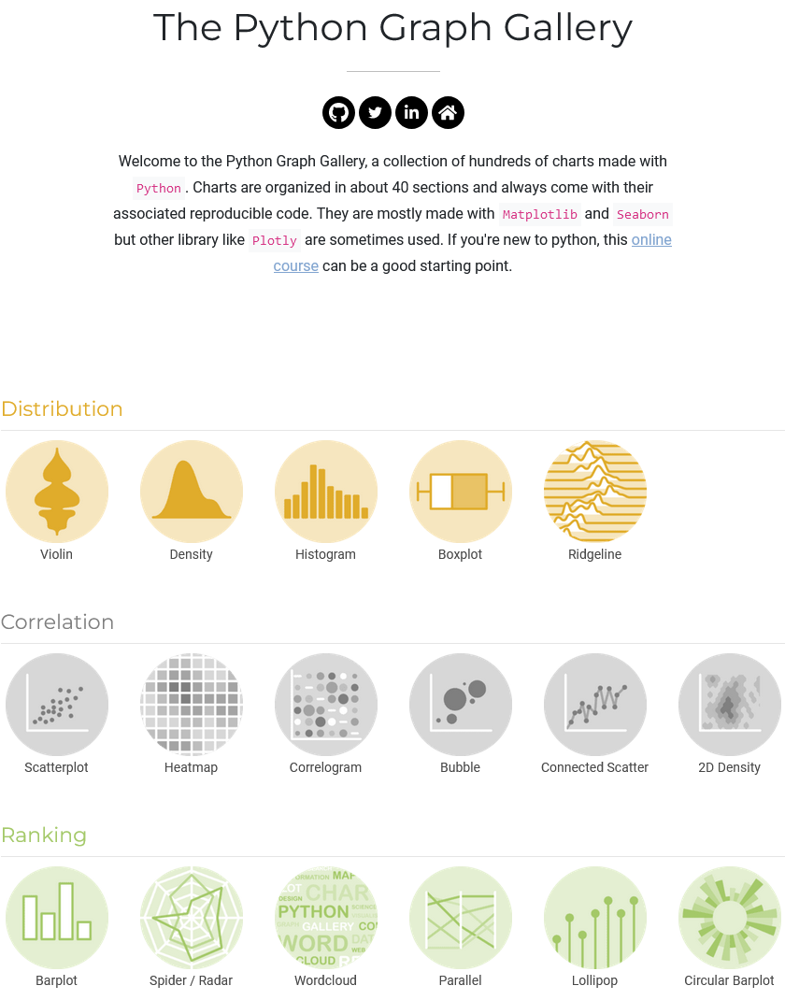 The Python Graph Gallery
Welcome to the Python Graph Gallery, a collection of hundreds of charts made with
Python . Charts are organized in about 40 sections and always come with their
associated reproducible code. They are mostly made with Matplotlib and Seaborn
but other library like Plotly are sometimes used. If you're new to python, this online
course can be a good starting point.
Distribution
Violin
Density
Histogram
Boxplot
Ridgeline
Correlation
Scatterplot
Heatmap
Correlogram
Bubble
Connected Scatter
2D Density
Ranking
DESIGN
CHAR
PYTHON
SCIENCE
GRAPH
GALLERY
WORD
WEB
CLOUD
Barplot
Spider / Radar
Wordcloud
Parallel
Lollipop
Circular Barplot